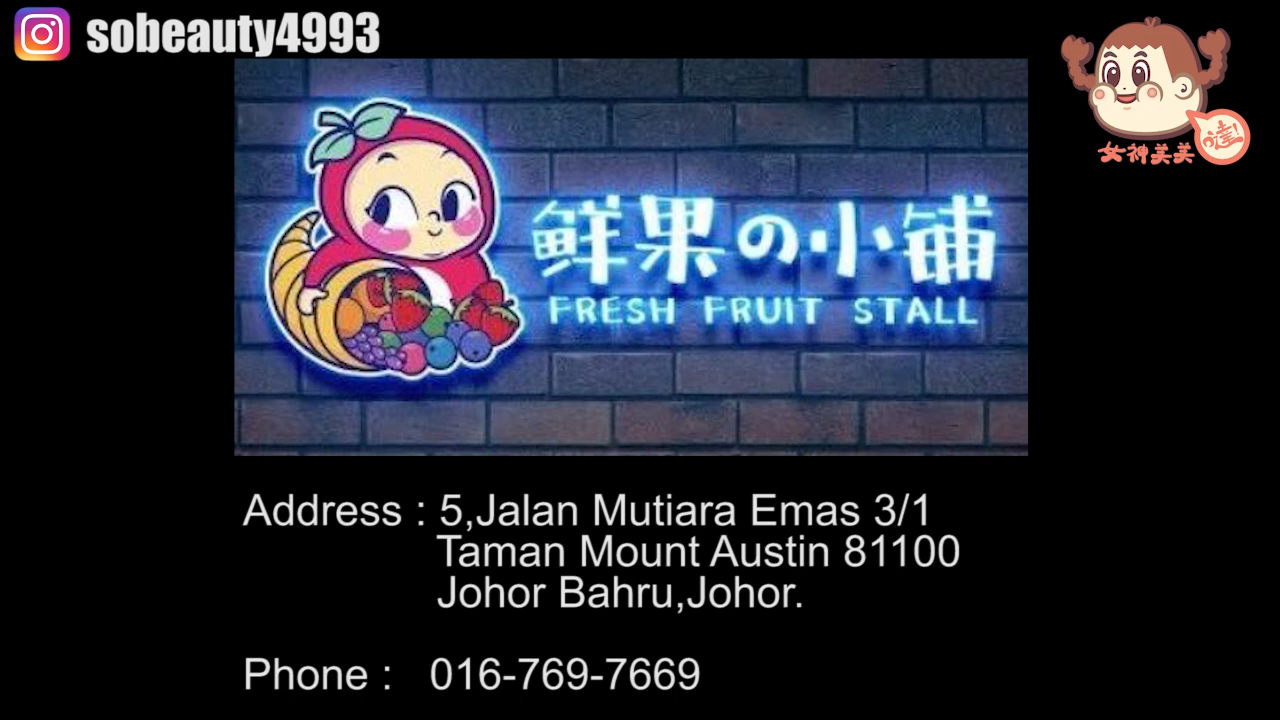 sobeauty4993
女神美美
噠!
鲜果の小铺
FRESH FRUIT STALL
Address : 5,Jalan Mutiara Emas 3/1
Taman Mount Austin 81100
Johor Bahru,Johor.
Phone : 016-769-7669